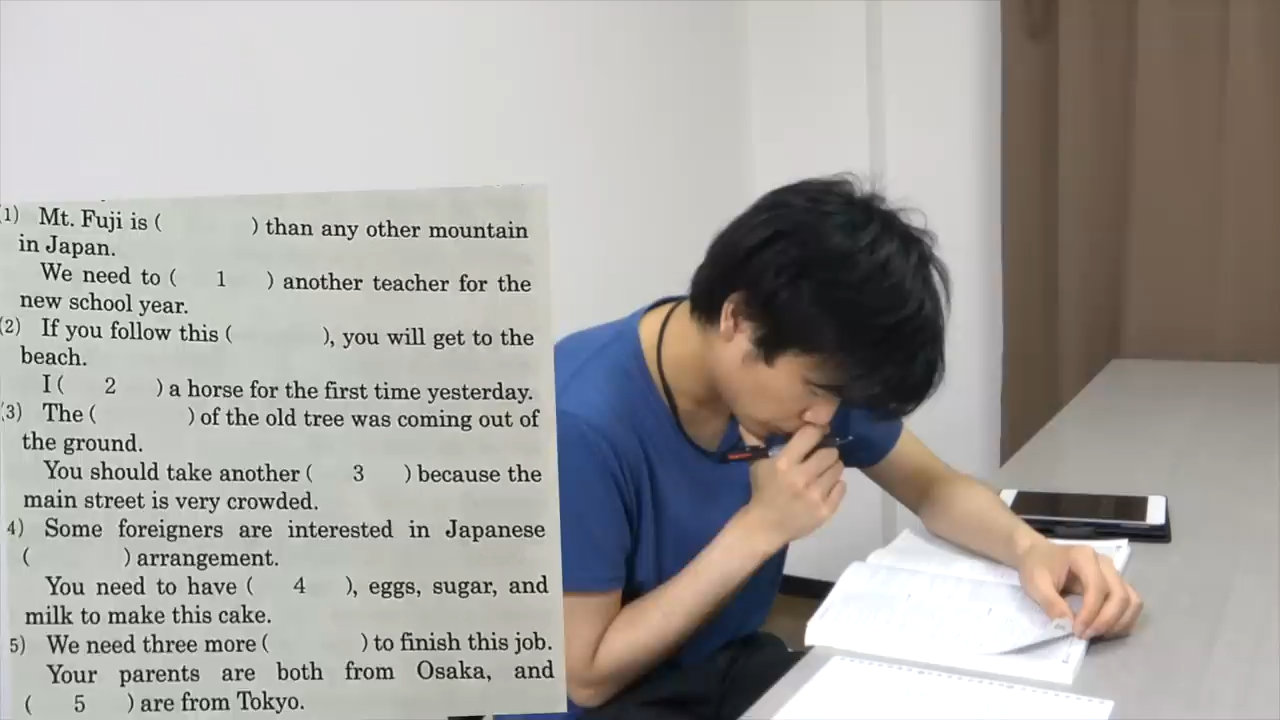 (1) Mt. Fuji is (　　　) than any other mountain
in Japan.
We need to ( 1 ) another teacher for the
new school year.
(2) If you follow this (　　　), you will get to the
beach.
I ( 2 ) a horse for the first time yesterday.
(3) The (　　　) of the old tree was coming out of
the ground.
You should take another ( 3 ) because the
main street is very crowded.
4) Some foreigners are interested in Japanese
(　　　) arrangement.
You need to have ( 4 ), eggs, sugar, and
milk to make this cake.
5) We need three more (　　　) to finish this job.
Your parents are both from Osaka, and
( 5 ) are from Tokyo.